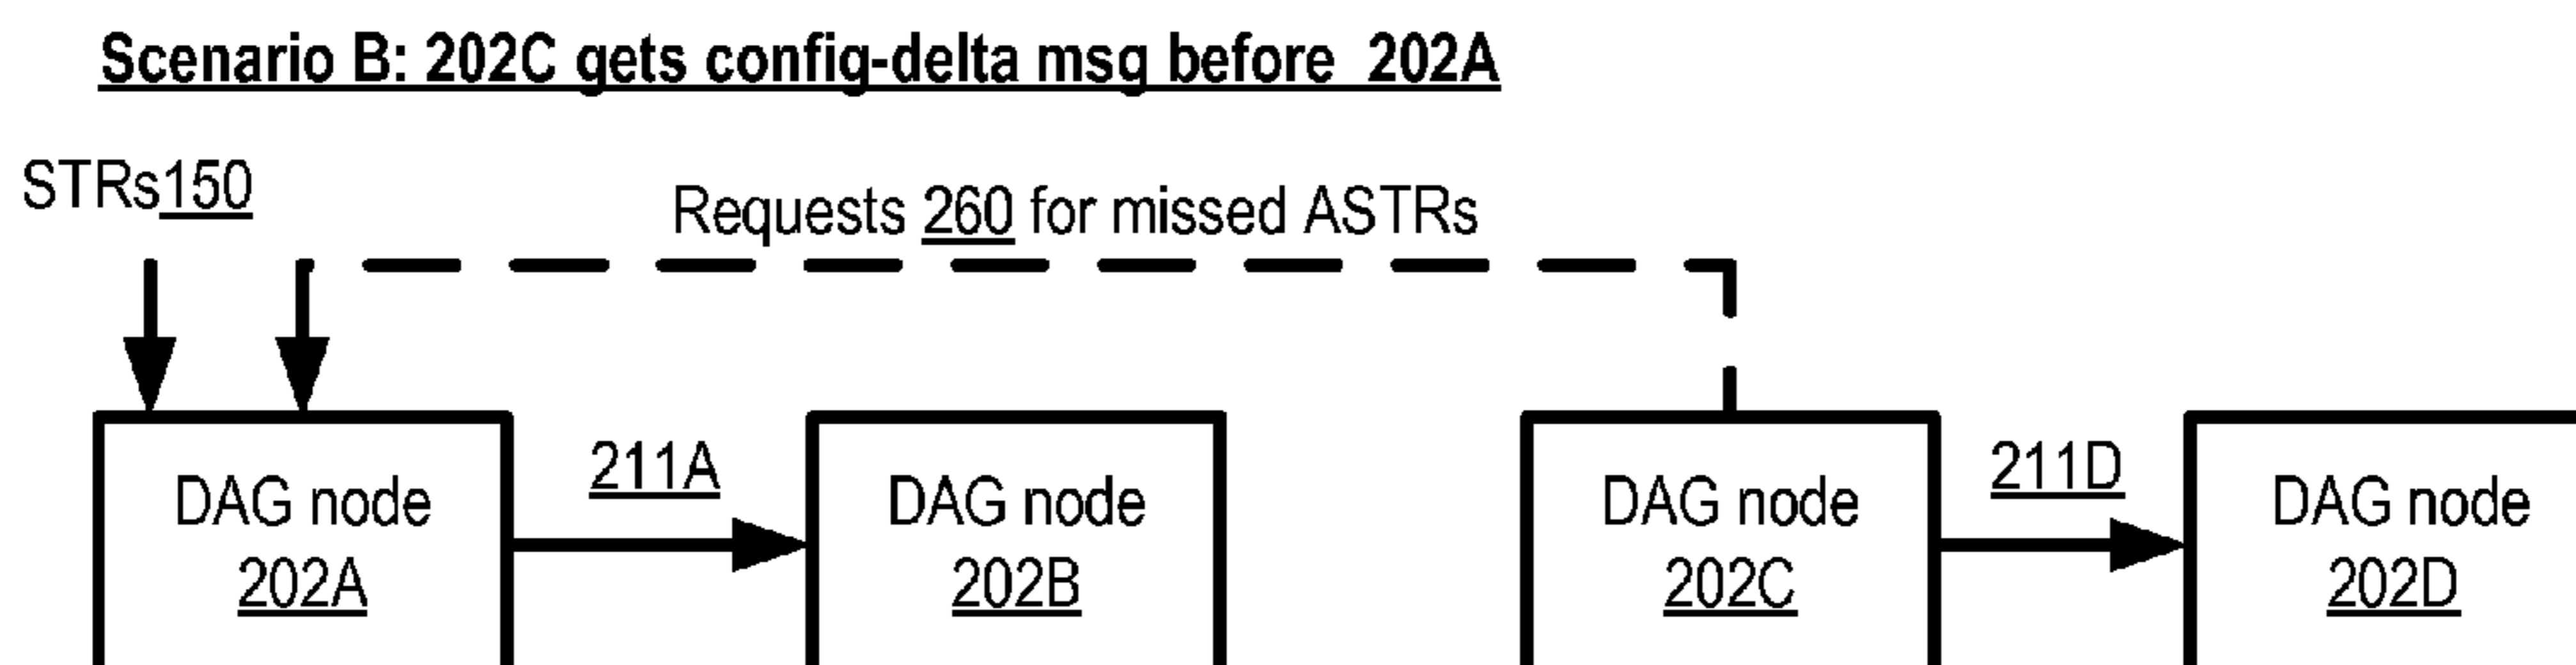 Scenario B: 202C gets config-delta msg before 202A
STRs150
Requests 260 for missed ASTRs
DAG node
202A
211A
DAG node
202B
DAG node
202C
211D
DAG node
202D